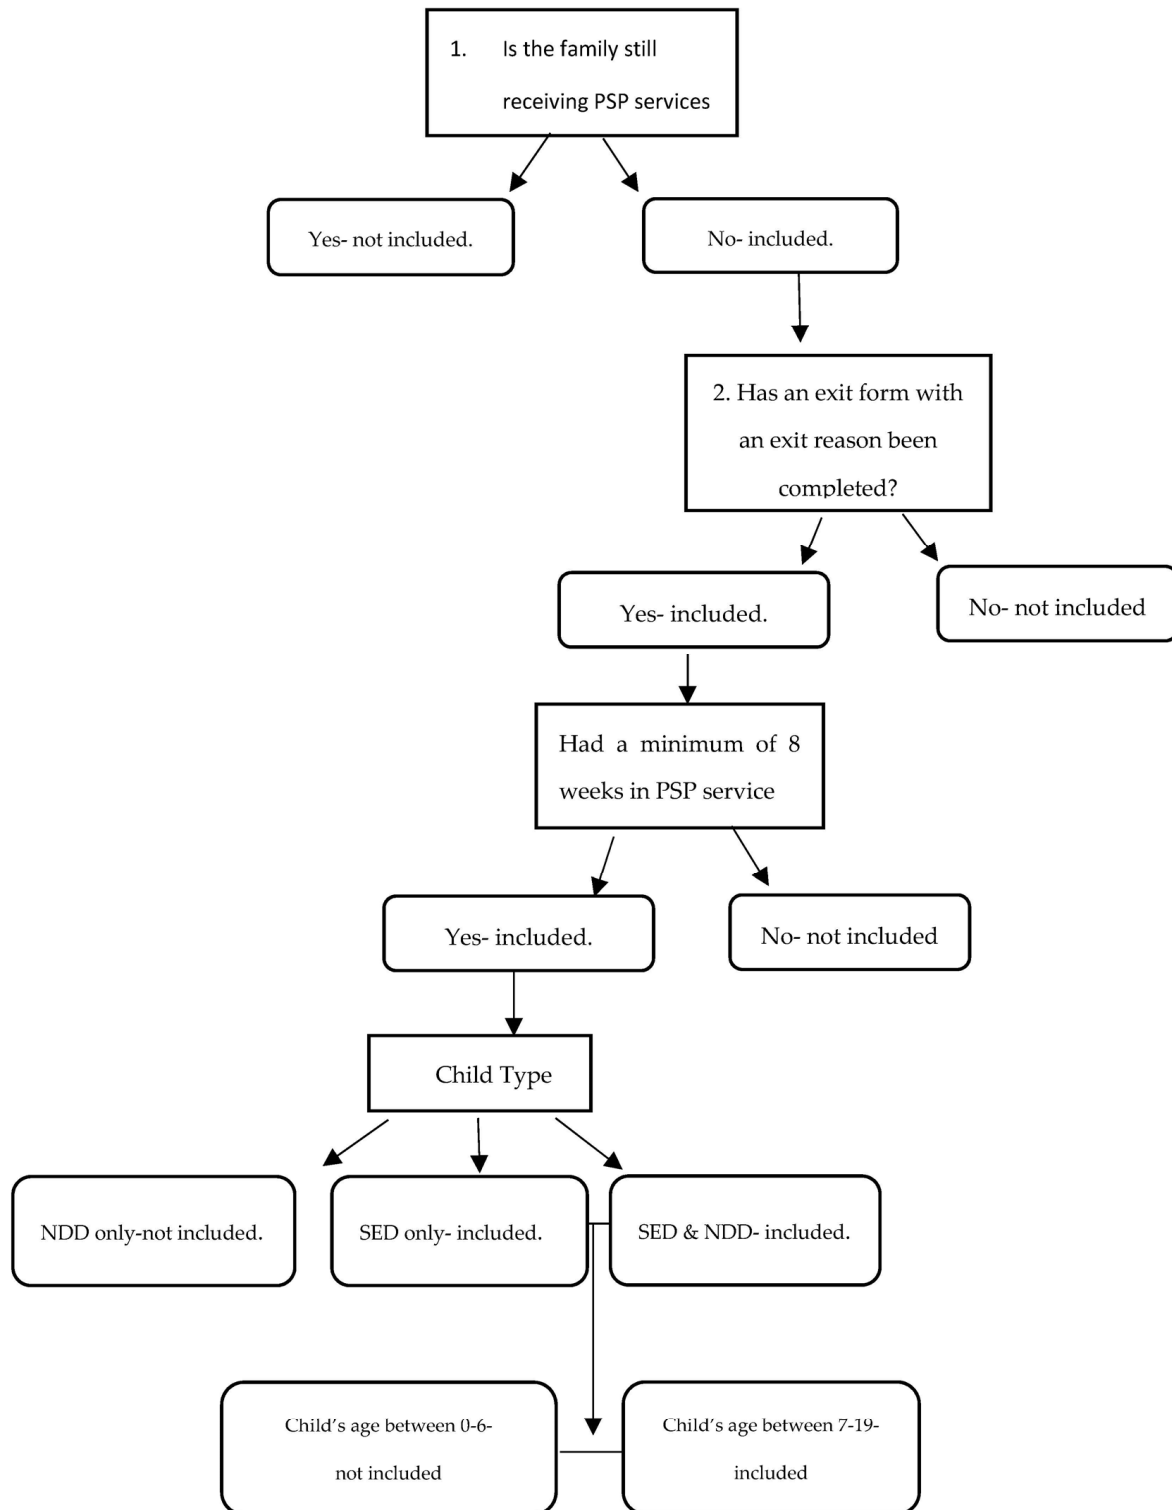 1. Is the family still
receiving PSP services
Yes- not included.
No- included.
2. Has an exit form with
an exit reason been
completed?
Yes- included.
No- not included
Had a minimum of 8
weeks in PSP service
Yes- included.
No- not included
Child Type
NDD only-not included.
SED only- included.
SED & NDD- included.
Child's age between 0-6-
not included
Child's age between 7-19-
included